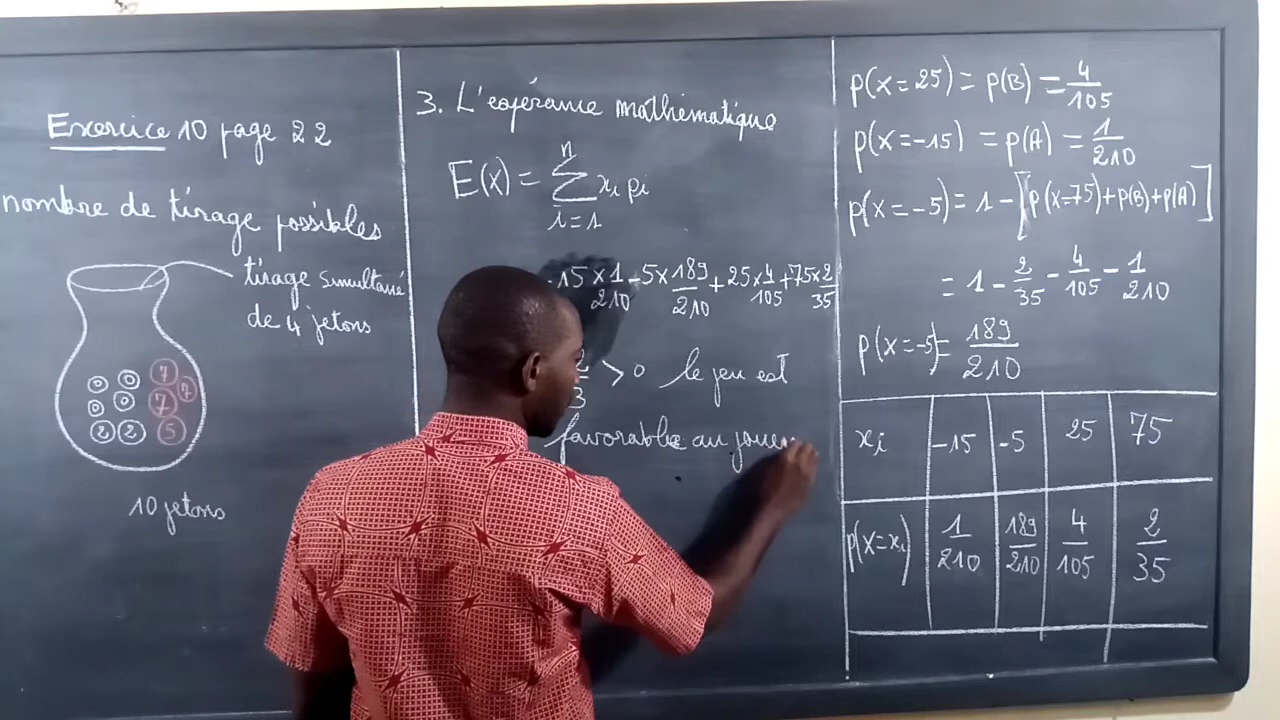 Exercice 10 page 22
nombre de tirage possibles
tirage simultané
de 4 jetons
0 0 7
0 0 7 7
2 2 5
10 jetons
3. L'espérance mathématique
E(x) = \sum_{i=1}^{n} xi pi
-15 × 1/210 - 5 × 189/210 + 25 × 4/105 + 75 × 2/35
> 0 le jeu est
3
favorable au joueu
p(X=25) = p(B) = 4/105
p(X=-15) = p(A) = 1/210
p(X=-5) = 1 - [p(X=75) + p(B) + p(A)]
= 1 - 2/35 - 4/105 - 1/210
p(X=-5) = 189/210
xi -15 -5 25 75
p(X=xi) 1/210 189/210 4/105 2/35